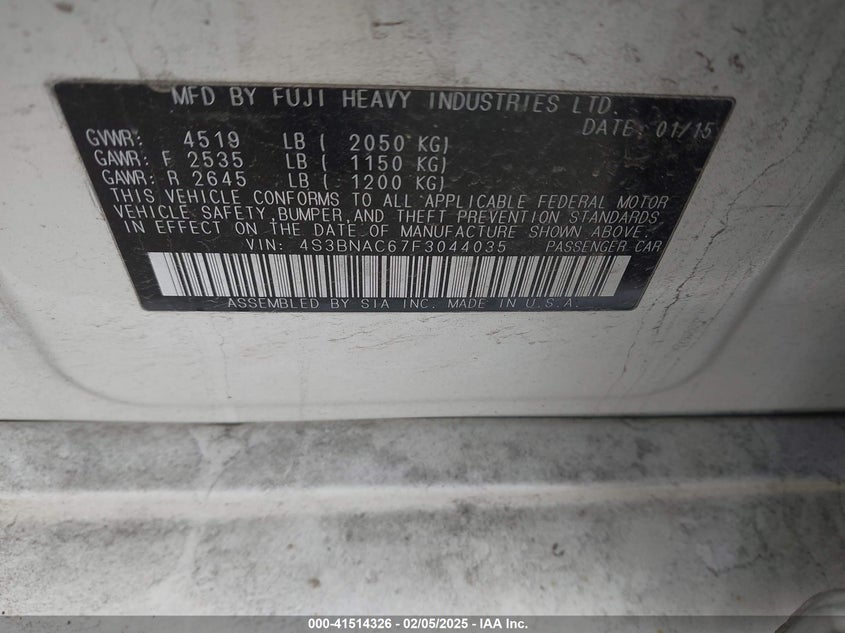 MFD BY FUJI HEAVY INDUSTRIES LTD.
DATE: 01/15
GVWR: 4519 LB ( 2050 KG)
GAWR: F 2535 LB ( 1150 KG)
GAWR: R 2645 LB ( 1200 KG)
THIS VEHICLE CONFORMS TO ALL APPLICABLE FEDERAL MOTOR
VEHICLE SAFETY,BUMPER,AND THEFT PREVENTION STANDARDS
IN EFFECT ON THE DATE OF MANUFACTURE SHOWN ABOVE.
VIN: 4S3BNAC67F3044035 PASSENGER CAR
ASSEMBLED BY SIA INC. MADE IN U.S.A.
000-41514326 - 02/05/2025 - IAA Inc.